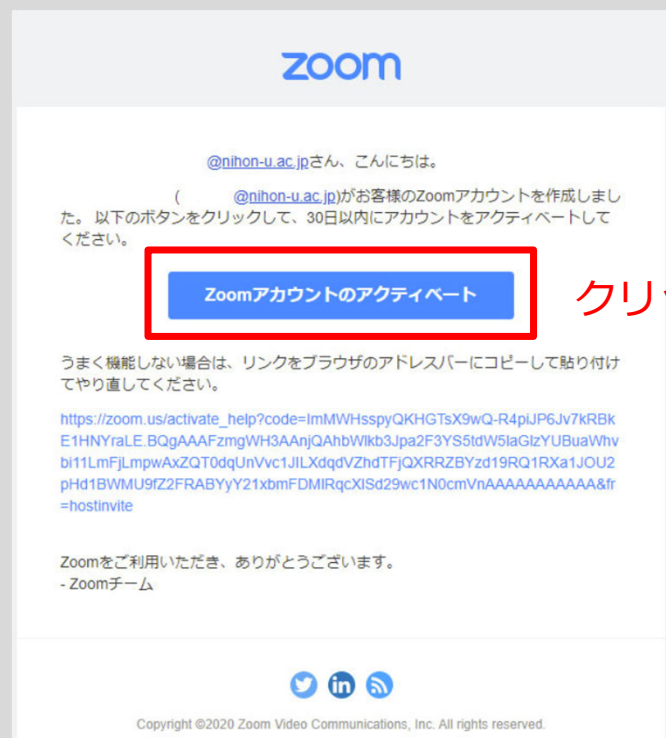 zoom
@nihon-u.ac.jpさん、こんにちは。
( @nihon-u.ac.jp)がお客様のZoomアカウントを作成しまし
た。 以下のボタンをクリックして、30日以内にアカウントをアクティベートして
ください。
Zoomアカウントのアクティベート
クリ
うまく機能しない場合は、リンクをブラウザのアドレスバーにコピーして貼り付け
てやり直してください。
https://zoom.us/activate_help?code=ImMWHsspyQKHGTsX9wQ-R4piJP6Jv7kRBk
E1HNYraLE.BQgAAAFzmgWH3AAnjQAhbWlkb3Jpa2F3YS5tdW5laGlzYUBuaWhv
bi11LmFjLmpwAxZQT0dqUnVvc1JILXdqdVZhdTFjQXRRZBYzd19RQ1RXa1JOU2
pHd1BWMU9fZ2FRABYyY21xbmFDMlRqcXlSd29wc1N0cmVnAAAAAAAAAAA&fr
=hostinvite
Zoomをご利用いただき、ありがとうございます。
- Zoomチーム
in
Copyright ©2020 Zoom Video Communications, Inc. All rights reserved.